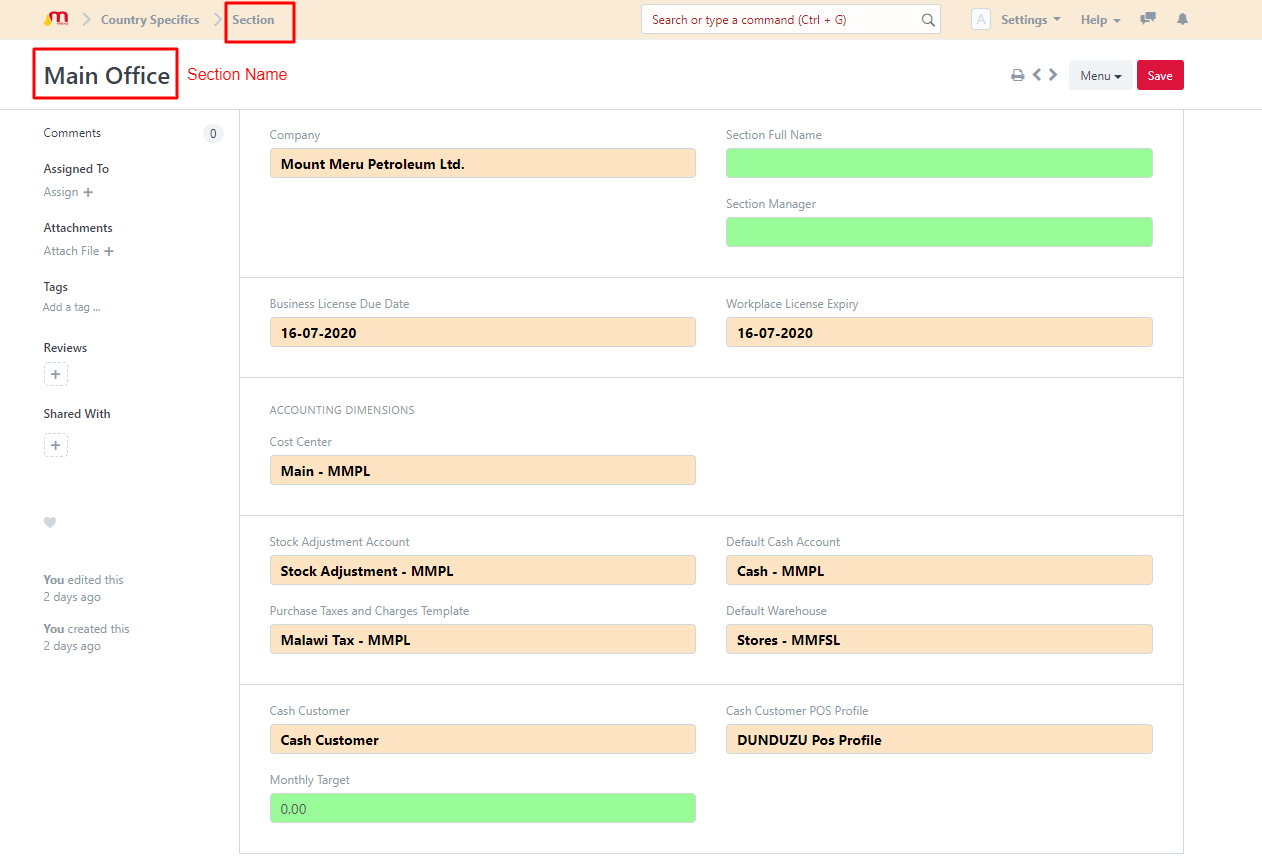 Country Specifics
Section
Search or type a command (Ctrl + G)
A
Settings
Help
Main Office
Section Name
Menu
Save
Comments
0
Assigned To
Assign +
Attachments
Attach File +
Tags
Add a tag ...
Reviews
+
Shared With
+
You edited this
2 days ago
You created this
2 days ago
Company
Mount Meru Petroleum Ltd.
Section Full Name
Section Manager
Business License Due Date
16-07-2020
Workplace License Expiry
16-07-2020
ACCOUNTING DIMENSIONS
Cost Center
Main - MMPL
Stock Adjustment Account
Stock Adjustment - MMPL
Default Cash Account
Cash - MMPL
Purchase Taxes and Charges Template
Malawi Tax - MMPL
Default Warehouse
Stores - MMFSL
Cash Customer
Cash Customer
Cash Customer POS Profile
DUNDUZU Pos Profile
Monthly Target
0.00